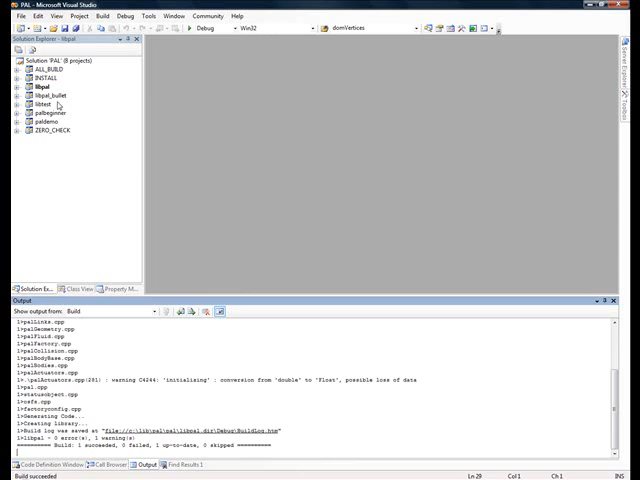 PAL - Microsoft Visual Studio
File Edit View Project Build Debug Tools Window Community Help
Debug Win32 domVertices
Solution Explorer - libpal
Solution 'PAL' (8 projects)
ALL_BUILD
INSTALL
libpal
libpal_bullet
libtest
palbeginner
paldemo
ZERO_CHECK
Server Explorer
Toolbox
Solution Ex... Class View Property M...
Output
Show output from: Build
1>palLinks.cpp
1>palGeometry.cpp
1>palFluid.cpp
1>palFactory.cpp
1>palCollision.cpp
1>palBodyBase.cpp
1>palBodies.cpp
1>palActuators.cpp
1>.\palActuators.cpp(281) : warning C4244: 'initializing' : conversion from 'double' to 'Float', possible loss of data
1>pal.cpp
1>statusobject.cpp
1>osfs.cpp
1>factoryconfig.cpp
1>Generating Code...
1>Creating library...
1>Build log was saved at "file://c:\lib\pal\pal\libpal.dir\Debug\BuildLog.htm"
1>libpal - 0 error(s), 1 warning(s)
========== Build: 1 succeeded, 0 failed, 1 up-to-date, 0 skipped ==========
Code Definition Window Call Browser Output Find Results 1
Build succeeded Ln 29 Col 1 Ch 1 INS